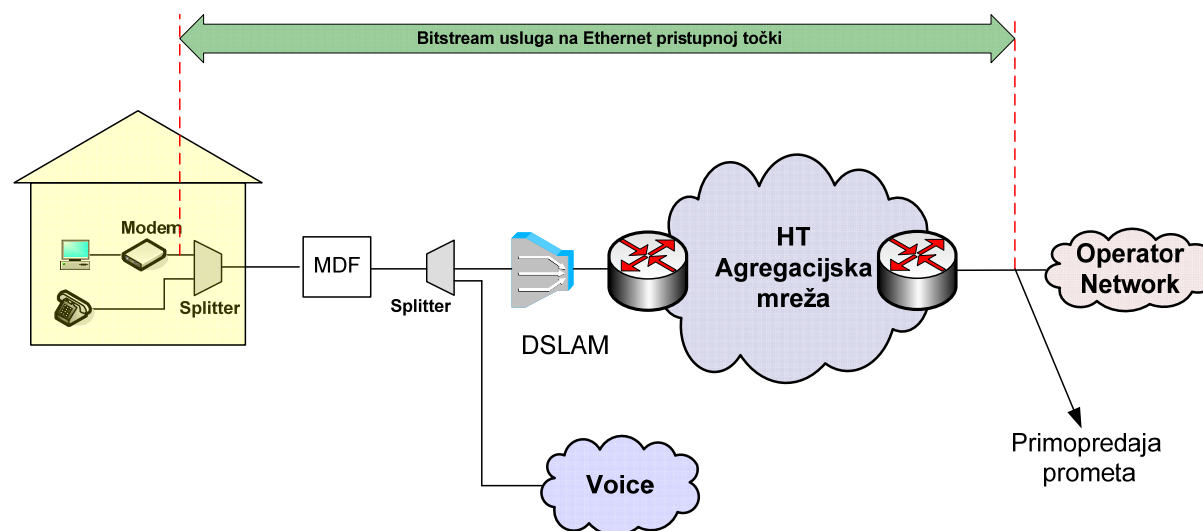 Bitstream usluga na Ethernet pristupnoj točki
Modem
Splitter
MDF
Splitter
DSLAM
HT
Agregacijska
mreža
Operator
Network
Voice
Primopredaja
prometa